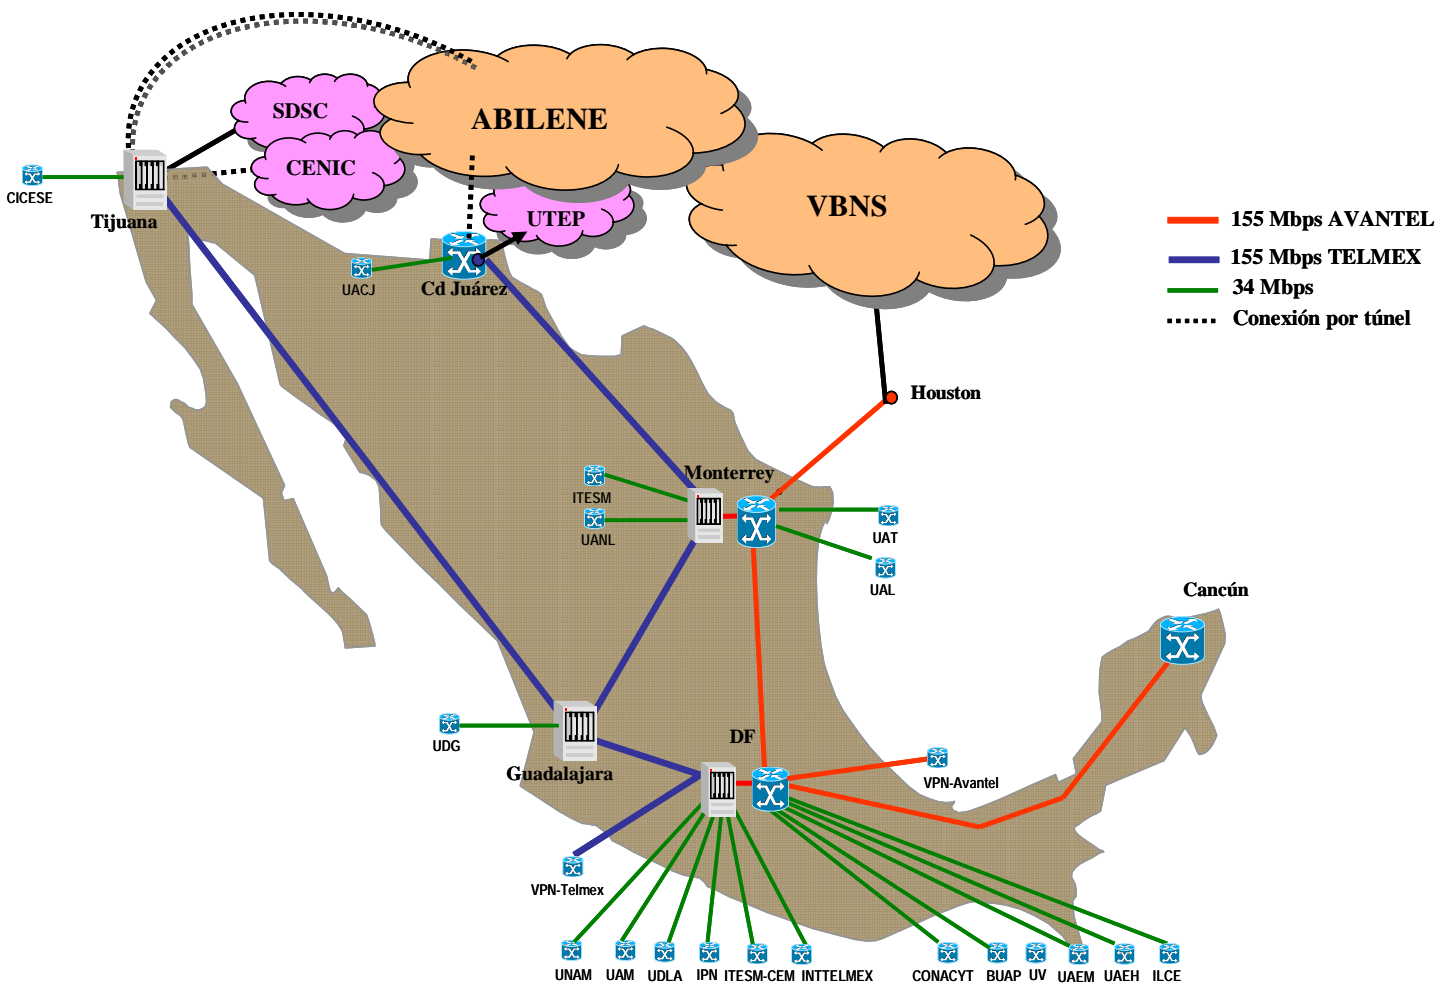 SDSC
ABILENE
CENIC
CICESE
VBNS
Tijuana
UTEP
155 Mbps AVANTEL
155 Mbps TELMEX
34 Mbps
Conexión por túnel
UACJ
Cd Juárez
Houston
Monterrey
ITESM
UANL
UAT
UAL
Cancún
DF
UDG
Guadalajara
VPN-Avantel
VPN-Telmex
UNAM
UAM
UDLA
IPN
ITESM-CEM
INTTELMEX
CONACYT
BUAP
UV
UAEM
UAEH
ILCE